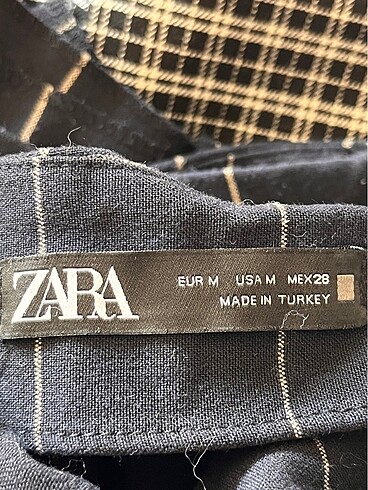 ZARA
EUR M USA M MEX 28
MADE IN TURKEY